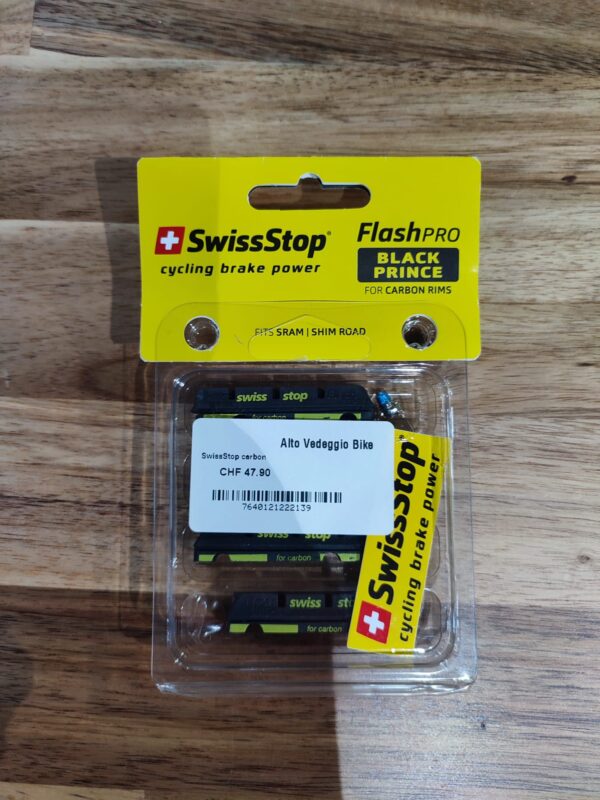 SwissStop®
cycling brake power
FlashPRO
BLACK
PRINCE
FOR CARBON RIMS
FITS SRAM | SHIM ROAD
swiss stop
for carbon
Alto Vedeggio Bike
SwissStop carbon
CHF 47.90
7640121222139
swiss stop
for carbon
swiss sto
for carbon
SwissStop®
cycling brake power